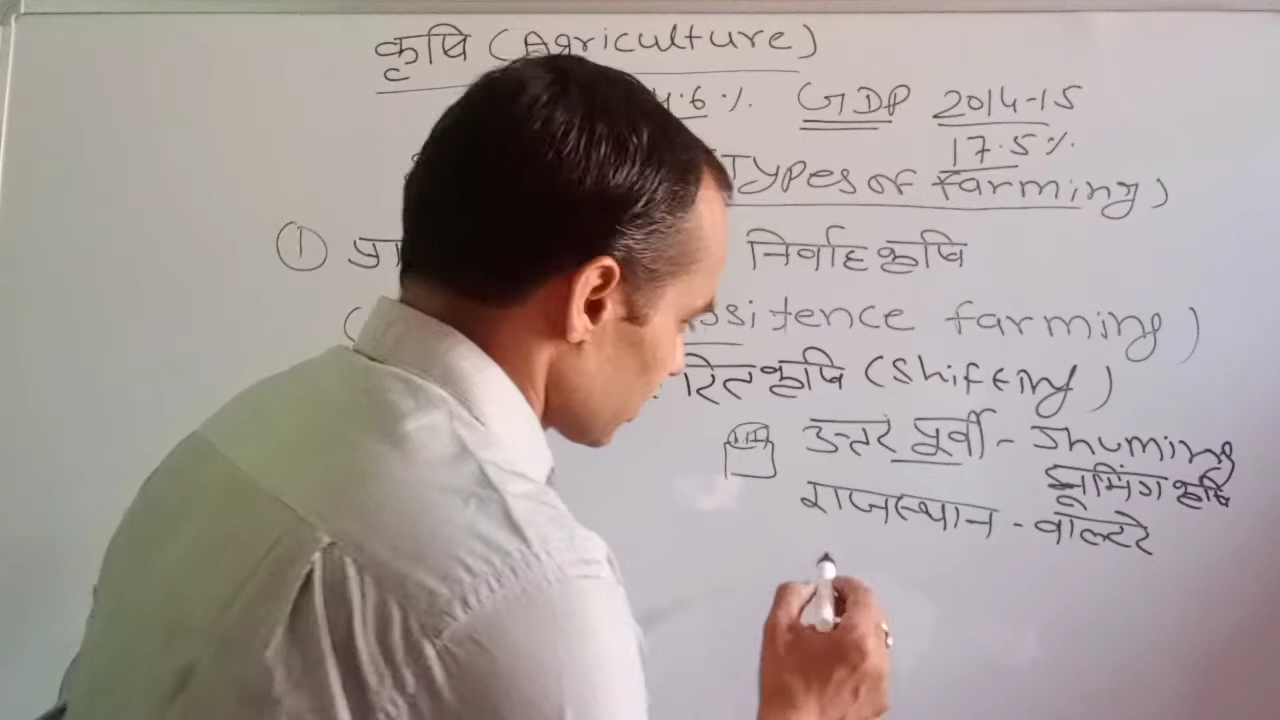 कृषि (Agriculture)
4.6% GDP 2014-15
17.5%
Types of farming)
① प्रा निर्वाह कृषि
( bsistence farming)
रित कृषि (Shifting)
उत्तर पूर्वी - Jhuming
झूमिंग कृषि
राजस्थान - वाल्टरे